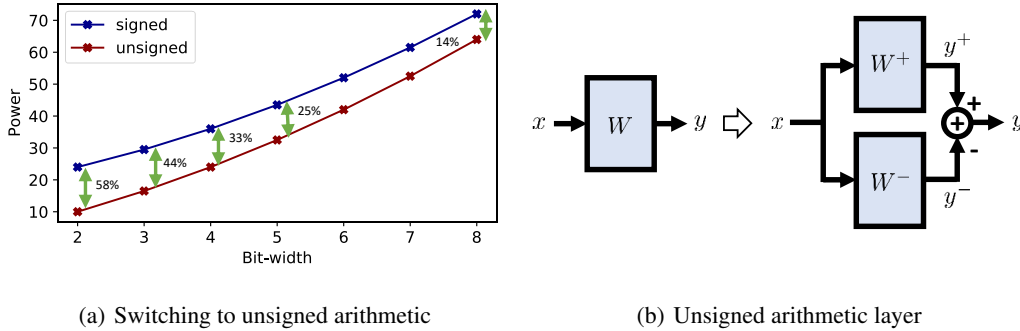 70
60
50
40
30
20
10
Power
signed
unsigned
58%
44%
33%
25%
14%
2 3 4 5 6 7 8
Bit-width
(a) Switching to unsigned arithmetic
x W y
x W⁺ y⁺
W⁻ y⁻
+
+
-
y
(b) Unsigned arithmetic layer